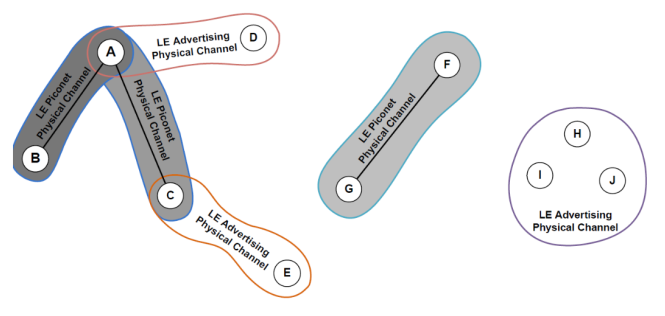 A
LE Advertising
Physical Channel
D
LE Piconet
Physical Channel
B
LE Piconet
Physical Channel
C
LE Advertising
Physical Channel
E
F
LE Piconet
Physical Channel
G
H
I
J
LE Advertising
Physical Channel